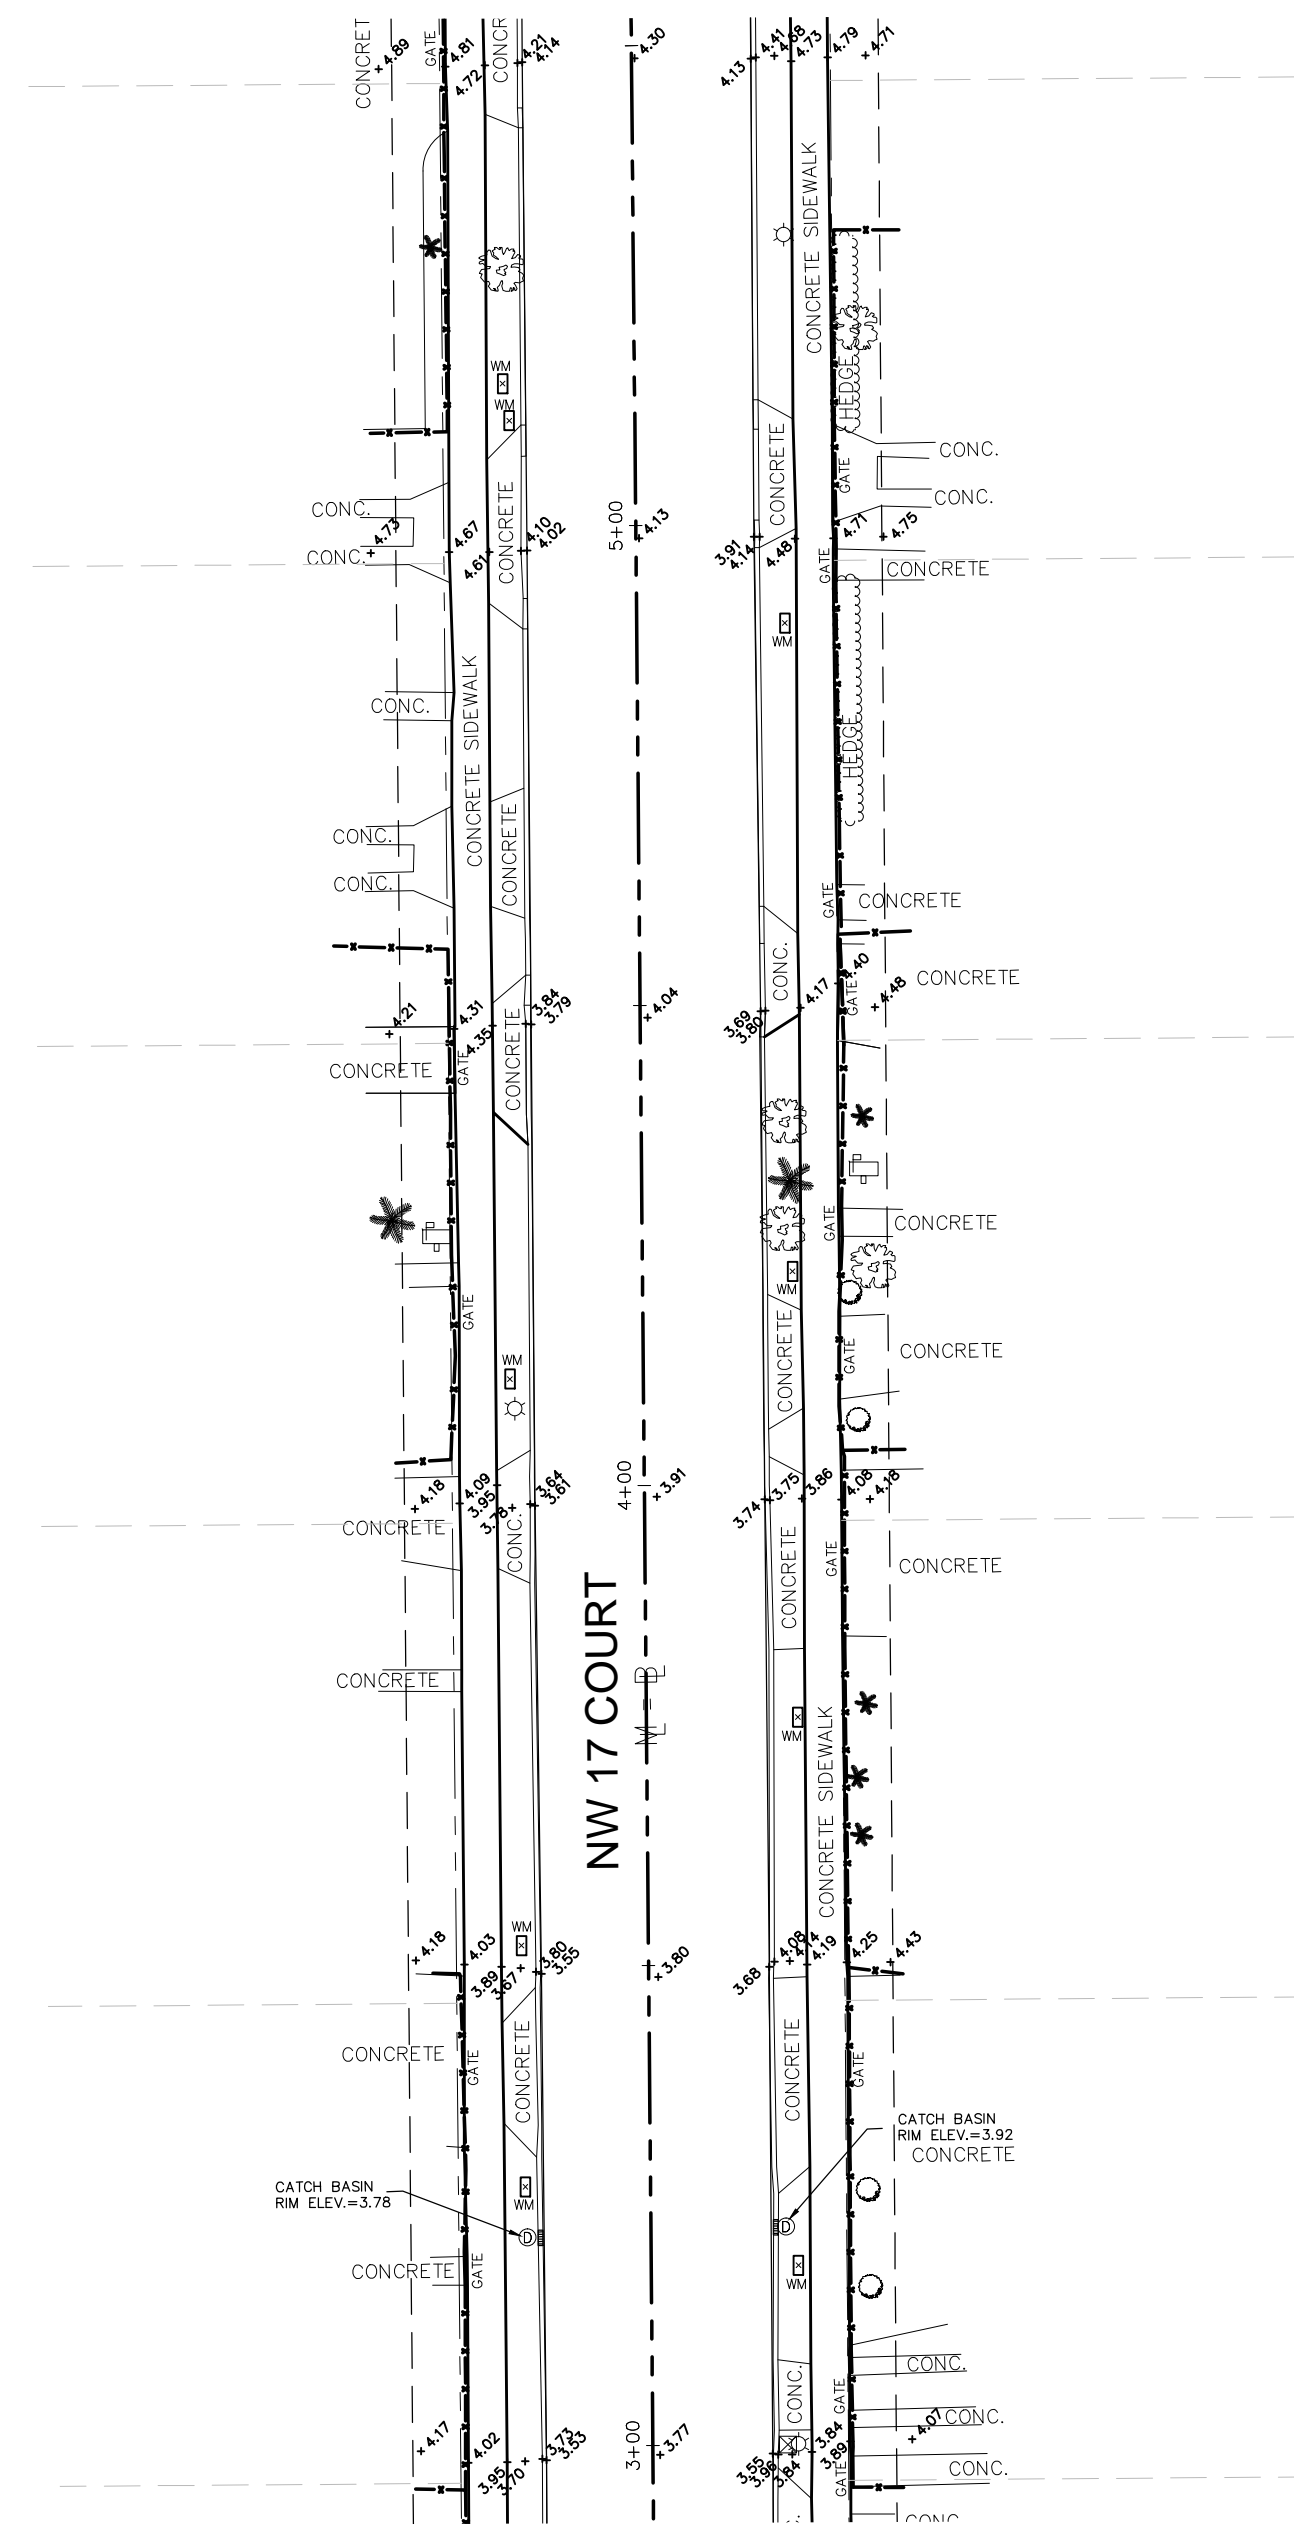 CONCRET
4.89
GATE
4.81
4.72
CONCR
4.21
4.14
4.30
4.13
4.41
4.68
4.73
4.79
4.71
CONCRETE SIDEWALK
HEDGE
WM
WM
CONCRETE
CONCRETE
GATE
CONC.
CONC.
CONC.
4.73
CONC.
4.67
4.61
4.10
4.02
5+00
4.13
3.91
4.14
4.48
4.71
4.75
GATE
CONCRETE
WM
CONCRETE SIDEWALK
CONC.
HEDGE
CONC.
CONC.
CONCRETE
GATE
CONCRETE
CONC.
4.17
4.40
4.48
GATE
CONCRETE
4.21
4.31
4.35
3.84
3.79
4.04
3.69
3.80
CONCRETE
GATE
CONCRETE
GATE
CONCRETE
WM
GATE
CONCRETE
GATE
CONCRETE
WM
4.18
4.09
3.95
3.78
3.64
3.61
4+00
3.91
3.74
3.75
3.86
4.08
4.18
CONCRETE
CONC.
CONCRETE
GATE
CONCRETE
NW 17 COURT
CONCRETE
WM
CONCRETE SIDEWALK
WM
4.18
4.03
3.89
3.67
3.80
3.55
3.80
3.68
4.08
4.14
4.19
4.25
4.43
CONCRETE
GATE
CONCRETE
CONCRETE
GATE
CATCH BASIN
RIM ELEV.=3.92
CONCRETE
CATCH BASIN
RIM ELEV.=3.78
WM
D
D
CONCRETE
GATE
WM
CONC.
CONC.
GATE
CONC.
4.07
4.17
4.02
3.95
3.70
3.73
3.53
3+00
3.77
3.55
3.96
3.84
3.84
3.89
GATE
CONC.
CONC